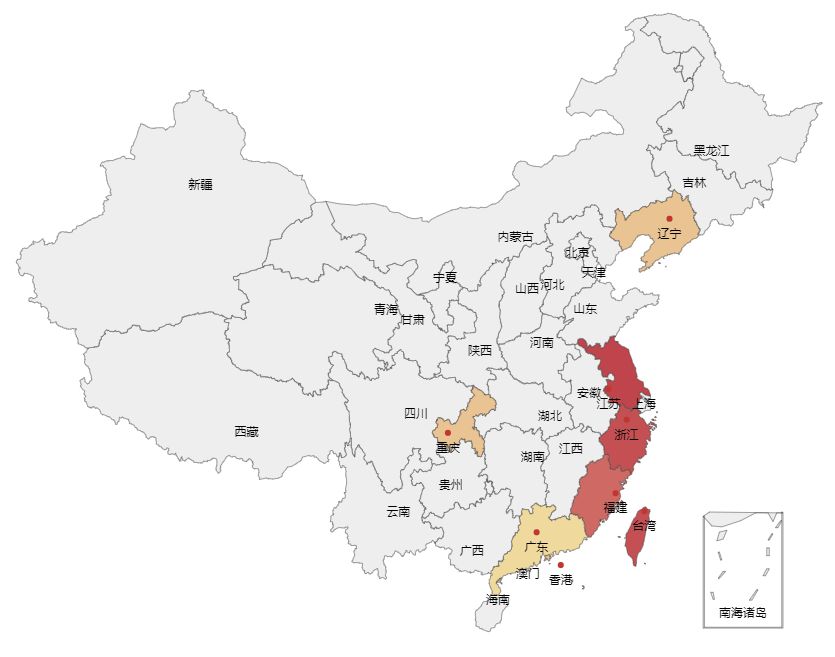 黑龙江
吉林
新疆
辽宁
内蒙古
北京
天津
宁夏
山西
河北
青海
甘肃
山东
陕西
河南
安徽
江苏
上海
四川
湖北
西藏
浙江
重庆
江西
湖南
贵州
云南
福建
台湾
广西
广东
澳门
香港
海南
南海诸岛